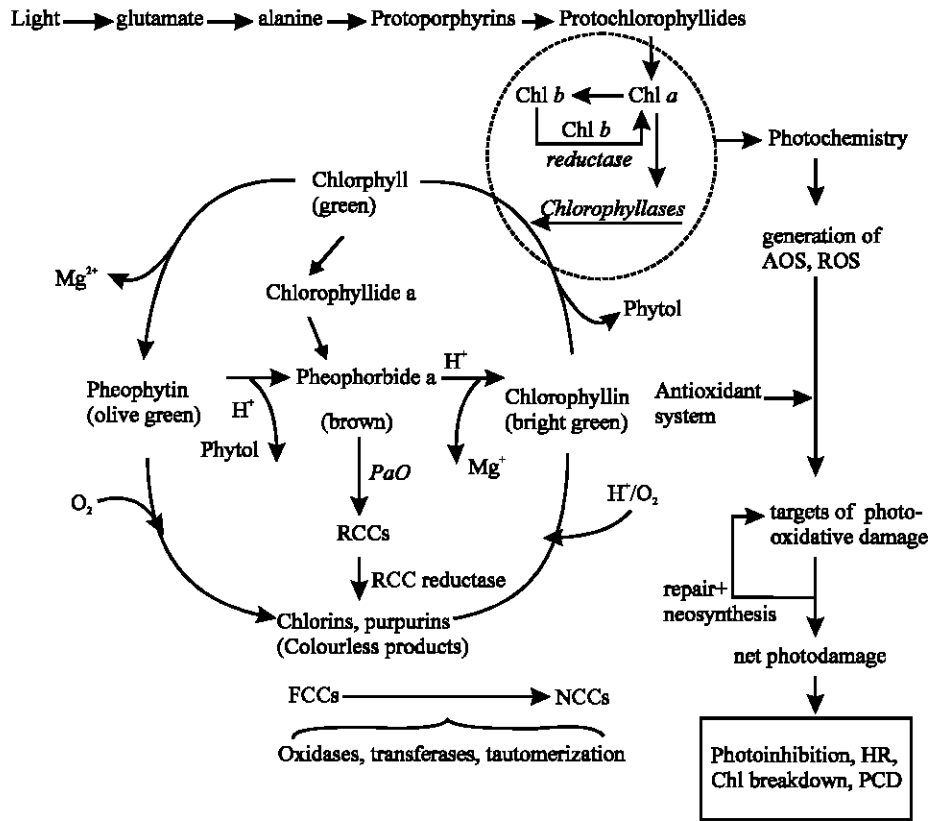 Light glutamate alanine Protoporphyrins Protochlorophyllides
Chl b Chl a
Chl b
reductase
Chlorophyllases
Photochemistry
generation of
AOS, ROS
Chlorphyll
(green)
Mg2+
Chlorophyllide a
Phytol
Pheophytin
(olive green)
H+
Phytol
Pheophorbide a
(brown)
H+
Mg+
Chlorophyllin
(bright green)
Antioxidant
system
O2
PaO
H+/O2
RCCs
RCC reductase
Chlorins, purpurins
(Colourless products)
targets of photo-
oxidative damage
repair+
neosynthesis
net photodamage
FCCs NCCs
Oxidases, transferases, tautomerization
Photoinhibition, HR,
Chl breakdown, PCD